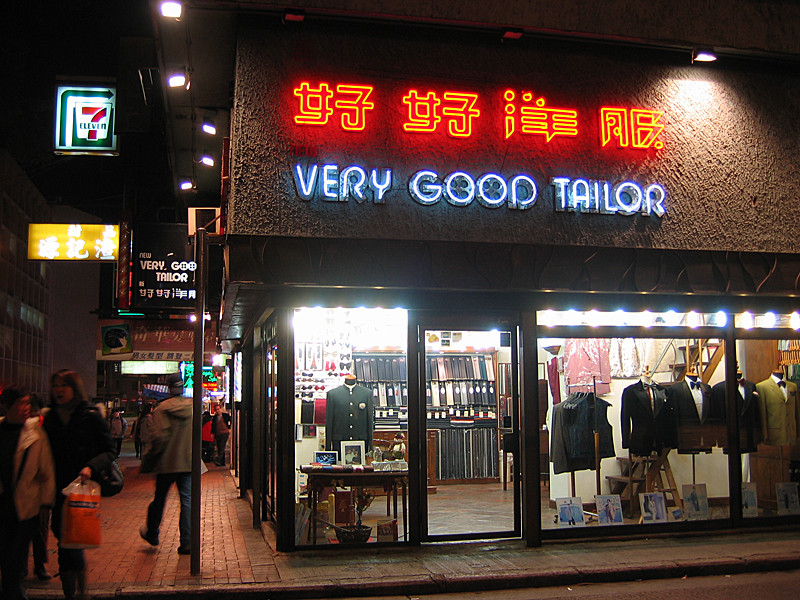 好好洋服
VERY GOOD TAILOR
7
ELEVEN
NEW
VERY GOOD
TAILOR
好好洋服